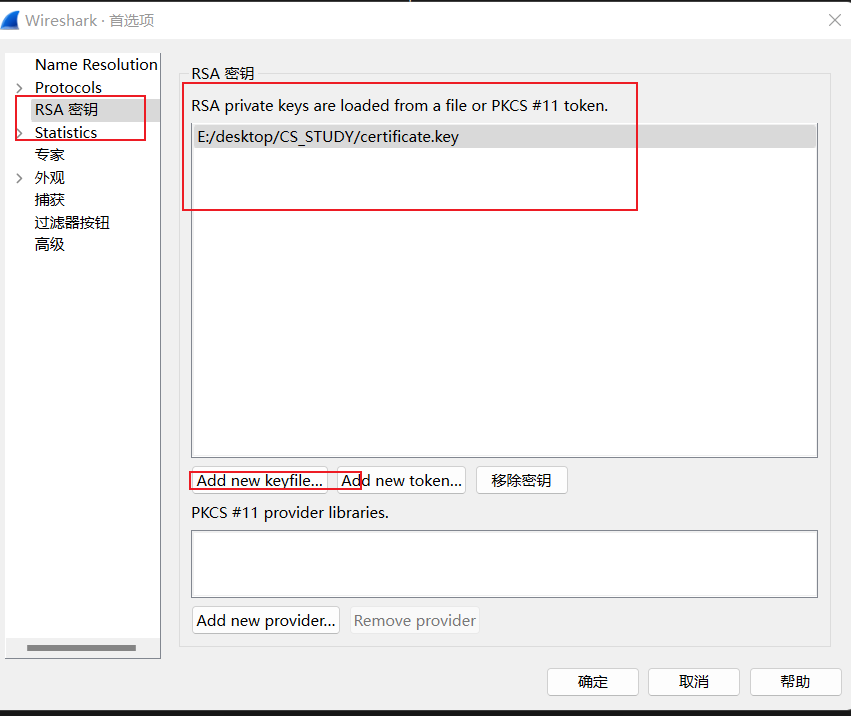 Wireshark · 首选项
Name Resolution
Protocols
RSA 密钥
Statistics
专家
外观
捕获
过滤器按钮
高级
RSA 密钥
RSA private keys are loaded from a file or PKCS #11 token.
E:/desktop/CS_STUDY/certificate.key
Add new keyfile... Add new token... 移除密钥
PKCS #11 provider libraries.
Add new provider... Remove provider
确定 取消 帮助